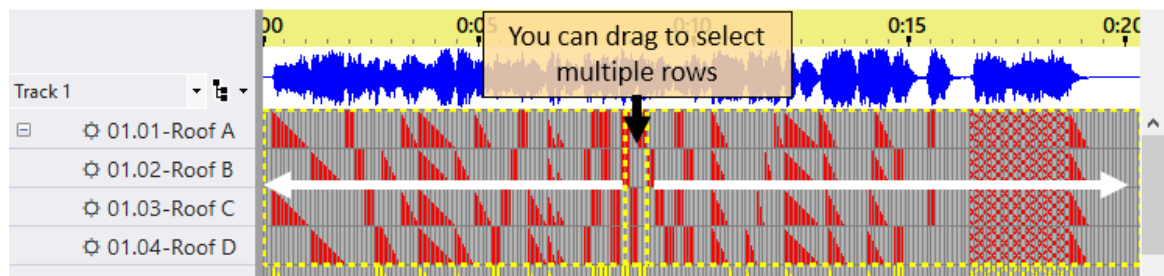 00 0:05 0:10 0:15 0:20
You can drag to select
multiple rows
Track 1
01.01-Roof A
01.02-Roof B
01.03-Roof C
01.04-Roof D